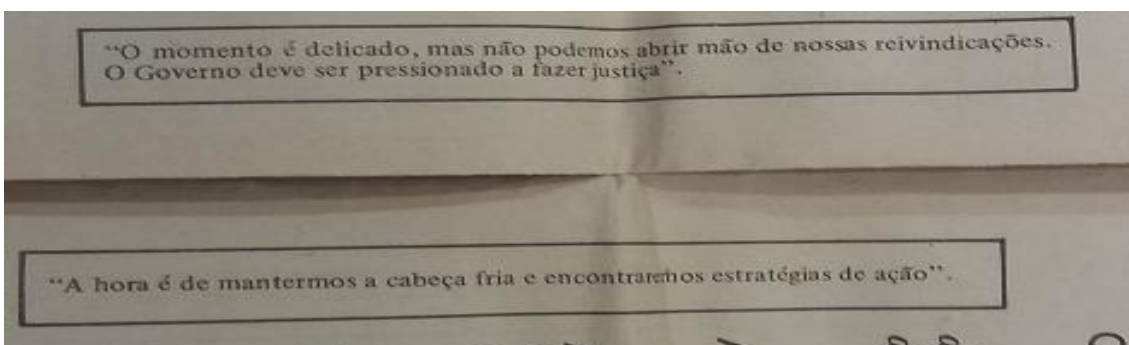 “O momento é delicado, mas não podemos abrir mão de nossas reivindicações.
O Governo deve ser pressionado a fazer justiça”.
“A hora é de mantermos a cabeça fria e encontraremos estratégias de ação”.